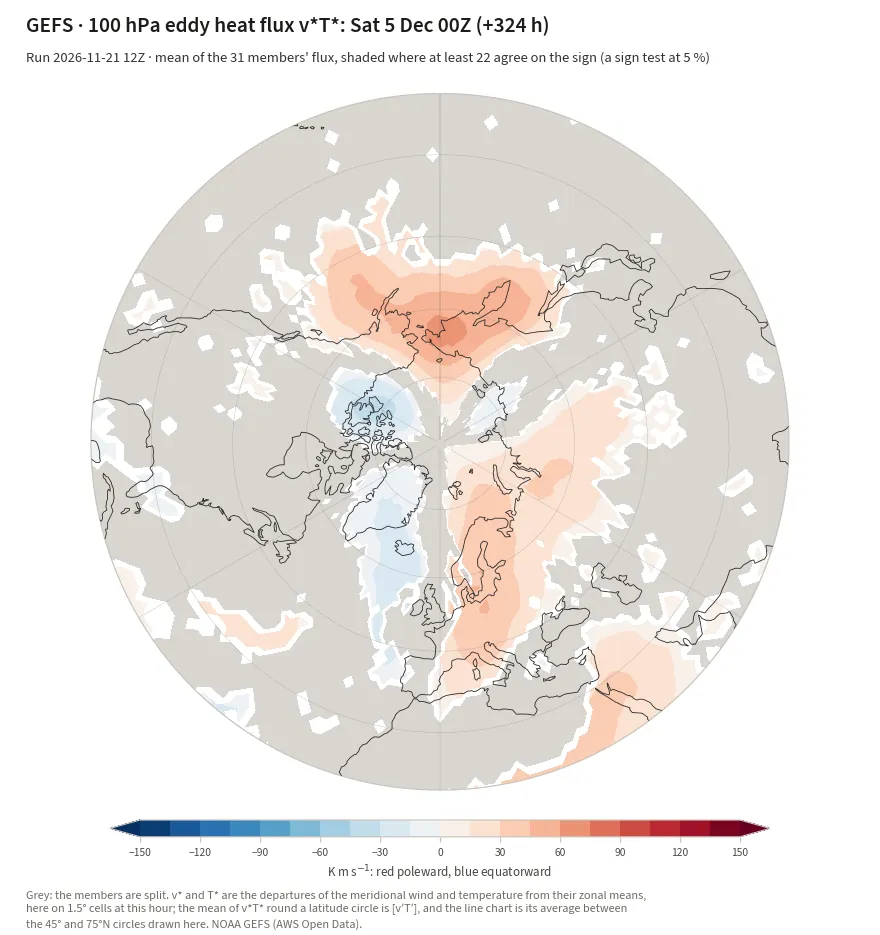 GEFS · 100 hPa eddy heat flux v*T*: Sat 5 Dec 00Z (+324 h)
Run 2026-11-21 12Z · mean of the 31 members' flux, shaded where at least 22 agree on the sign (a sign test at 5 %)
−150 −120 −90 −60 −30 0 30 60 90 120 150
K m s⁻¹: red poleward, blue equatorward
Grey: the members are split. v* and T* are the departures of the meridional wind and temperature from their zonal means,
here on 1.5° cells at this hour; the mean of v*T* round a latitude circle is [v′T′], and the line chart is its average between
the 45° and 75°N circles drawn here. NOAA GEFS (AWS Open Data).